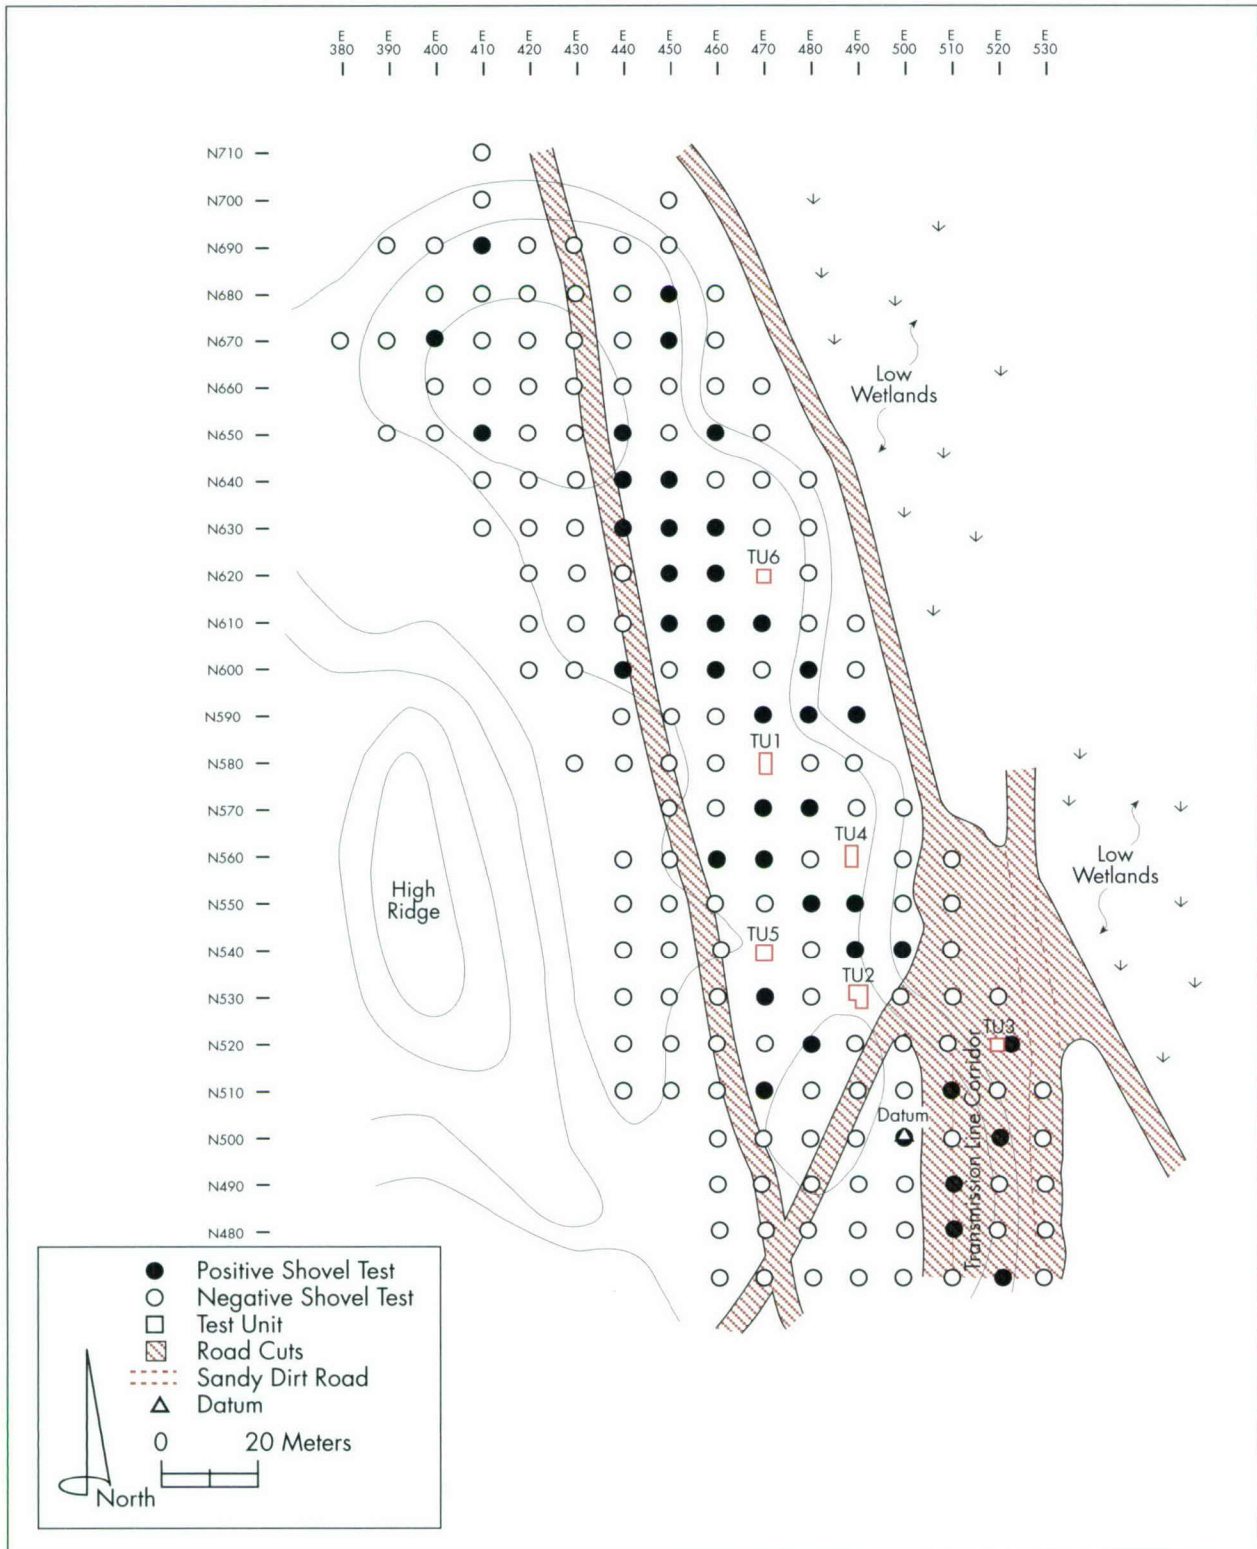 E E E E E E E E E E E E E E E E
380 390 400 410 420 430 440 450 460 470 480 490 500 510 520 530
N710
N700
N690
N680
N670
N660
Low
Wetlands
N650
N640
N630
TU6
N620
N610
N600
N590
TU1
N580
N570
TU4
N560
Low
Wetlands
High
Ridge
N550
TU5
N540
TU2
N530
TU3
N520
Transmission Line Corridor
N510
Datum
N500
N490
N480
Positive Shovel Test
Negative Shovel Test
Test Unit
Road Cuts
Sandy Dirt Road
Datum
0 20 Meters
North